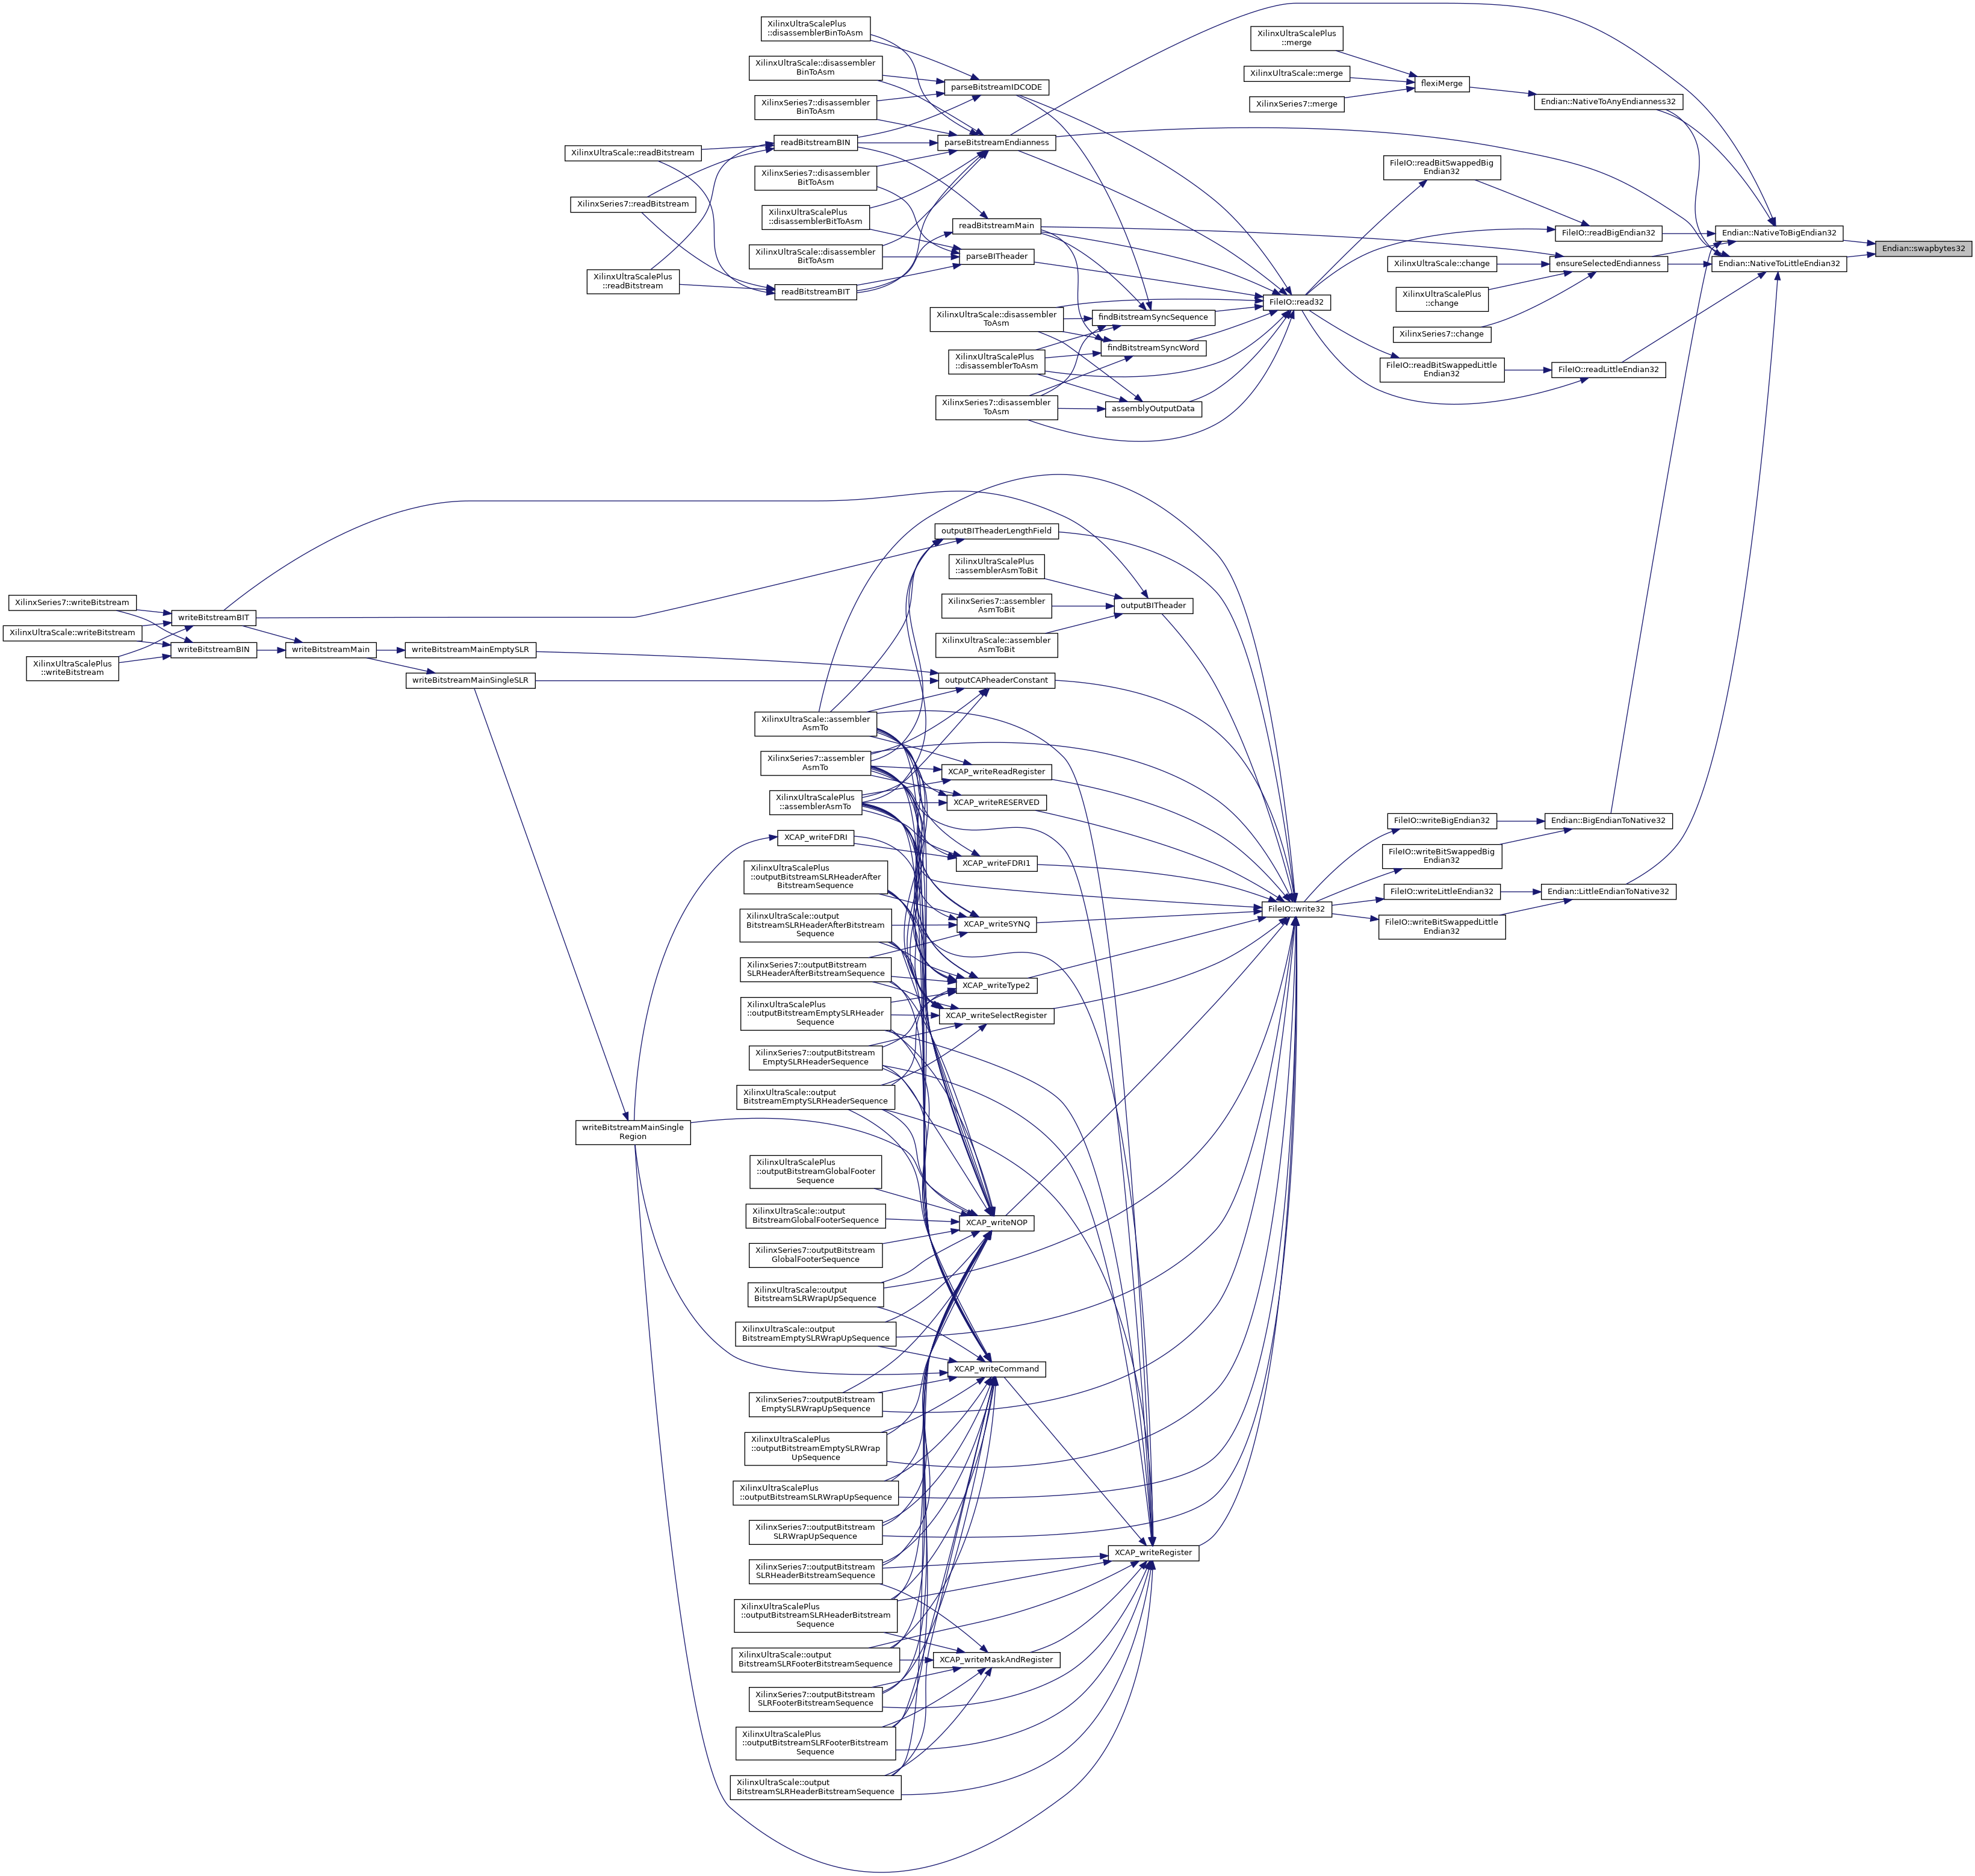 XilinxUltraScalePlus
::disassemblerBinToAsm
XilinxUltraScale::disassembler
BinToAsm
XilinxSeries7::disassembler
BinToAsm
readBitstreamBIN
XilinxUltraScale::readBitstream
XilinxSeries7::disassembler
BitToAsm
XilinxSeries7::readBitstream
XilinxUltraScalePlus
::disassemblerBitToAsm
XilinxUltraScale::disassembler
BitToAsm
XilinxUltraScalePlus
::readBitstream
readBitstreamBIT
parseBitstreamIDCODE
parseBitstreamEndianness
readBitstreamMain
parseBITheader
XilinxUltraScale::disassembler
ToAsm
XilinxUltraScalePlus
::disassemblerToAsm
XilinxSeries7::disassembler
ToAsm
findBitstreamSyncSequence
findBitstreamSyncWord
assemblyOutputData
XilinxUltraScalePlus
::merge
XilinxUltraScale::merge
XilinxSeries7::merge
flexiMerge
Endian::NativeToAnyEndianness32
FileIO::readBitSwappedBig
Endian32
FileIO::readBigEndian32
Endian::NativeToBigEndian32
Endian::swapbytes32
Endian::NativeToLittleEndian32
ensureSelectedEndianness
XilinxUltraScale::change
XilinxUltraScalePlus
::change
XilinxSeries7::change
FileIO::read32
FileIO::readBitSwappedLittle
Endian32
FileIO::readLittleEndian32
outputBITheaderLengthField
XilinxUltraScalePlus
::assemblerAsmToBit
XilinxSeries7::assembler
AsmToBit
XilinxUltraScale::assembler
AsmToBit
outputBITheader
XilinxSeries7::writeBitstream
XilinxUltraScale::writeBitstream
XilinxUltraScalePlus
::writeBitstream
writeBitstreamBIT
writeBitstreamBIN
writeBitstreamMain
writeBitstreamMainEmptySLR
writeBitstreamMainSingleSLR
outputCAPheaderConstant
XilinxUltraScale::assembler
AsmTo
XilinxSeries7::assembler
AsmTo
XilinxUltraScalePlus
::assemblerAsmTo
XCAP_writeReadRegister
XCAP_writeRESERVED
XCAP_writeFDRI
XCAP_writeFDRI1
XilinxUltraScalePlus
::outputBitstreamSLRHeaderAfter
BitstreamSequence
XilinxUltraScale::output
BitstreamSLRHeaderAfterBitstream
Sequence
XCAP_writeSYNQ
XilinxSeries7::outputBitstream
SLRHeaderAfterBitstreamSequence
XCAP_writeType2
XilinxUltraScalePlus
::outputBitstreamEmptySLRHeader
Sequence
XCAP_writeSelectRegister
XilinxSeries7::outputBitstream
EmptySLRHeaderSequence
XilinxUltraScale::output
BitstreamEmptySLRHeaderSequence
writeBitstreamMainSingle
Region
FileIO::writeBigEndian32
Endian::BigEndianToNative32
FileIO::writeBitSwappedBig
Endian32
FileIO::writeLittleEndian32
Endian::LittleEndianToNative32
FileIO::write32
FileIO::writeBitSwappedLittle
Endian32
XilinxUltraScalePlus
::outputBitstreamGlobalFooter
Sequence
XilinxUltraScale::output
BitstreamGlobalFooterSequence
XCAP_writeNOP
XilinxSeries7::outputBitstream
GlobalFooterSequence
XilinxUltraScale::output
BitstreamSLRWrapUpSequence
XilinxUltraScale::output
BitstreamEmptySLRWrapUpSequence
XCAP_writeCommand
XilinxSeries7::outputBitstream
EmptySLRWrapUpSequence
XilinxUltraScalePlus
::outputBitstreamEmptySLRWrap
UpSequence
XilinxUltraScalePlus
::outputBitstreamSLRWrapUpSequence
XilinxSeries7::outputBitstream
SLRWrapUpSequence
XCAP_writeRegister
XilinxSeries7::outputBitstream
SLRHeaderBitstreamSequence
XilinxUltraScalePlus
::outputBitstreamSLRHeaderBitstream
Sequence
XilinxUltraScale::output
BitstreamSLRFooterBitstreamSequence
XCAP_writeMaskAndRegister
XilinxSeries7::outputBitstream
SLRFooterBitstreamSequence
XilinxUltraScalePlus
::outputBitstreamSLRFooterBitstream
Sequence
XilinxUltraScale::output
BitstreamSLRHeaderBitstreamSequence